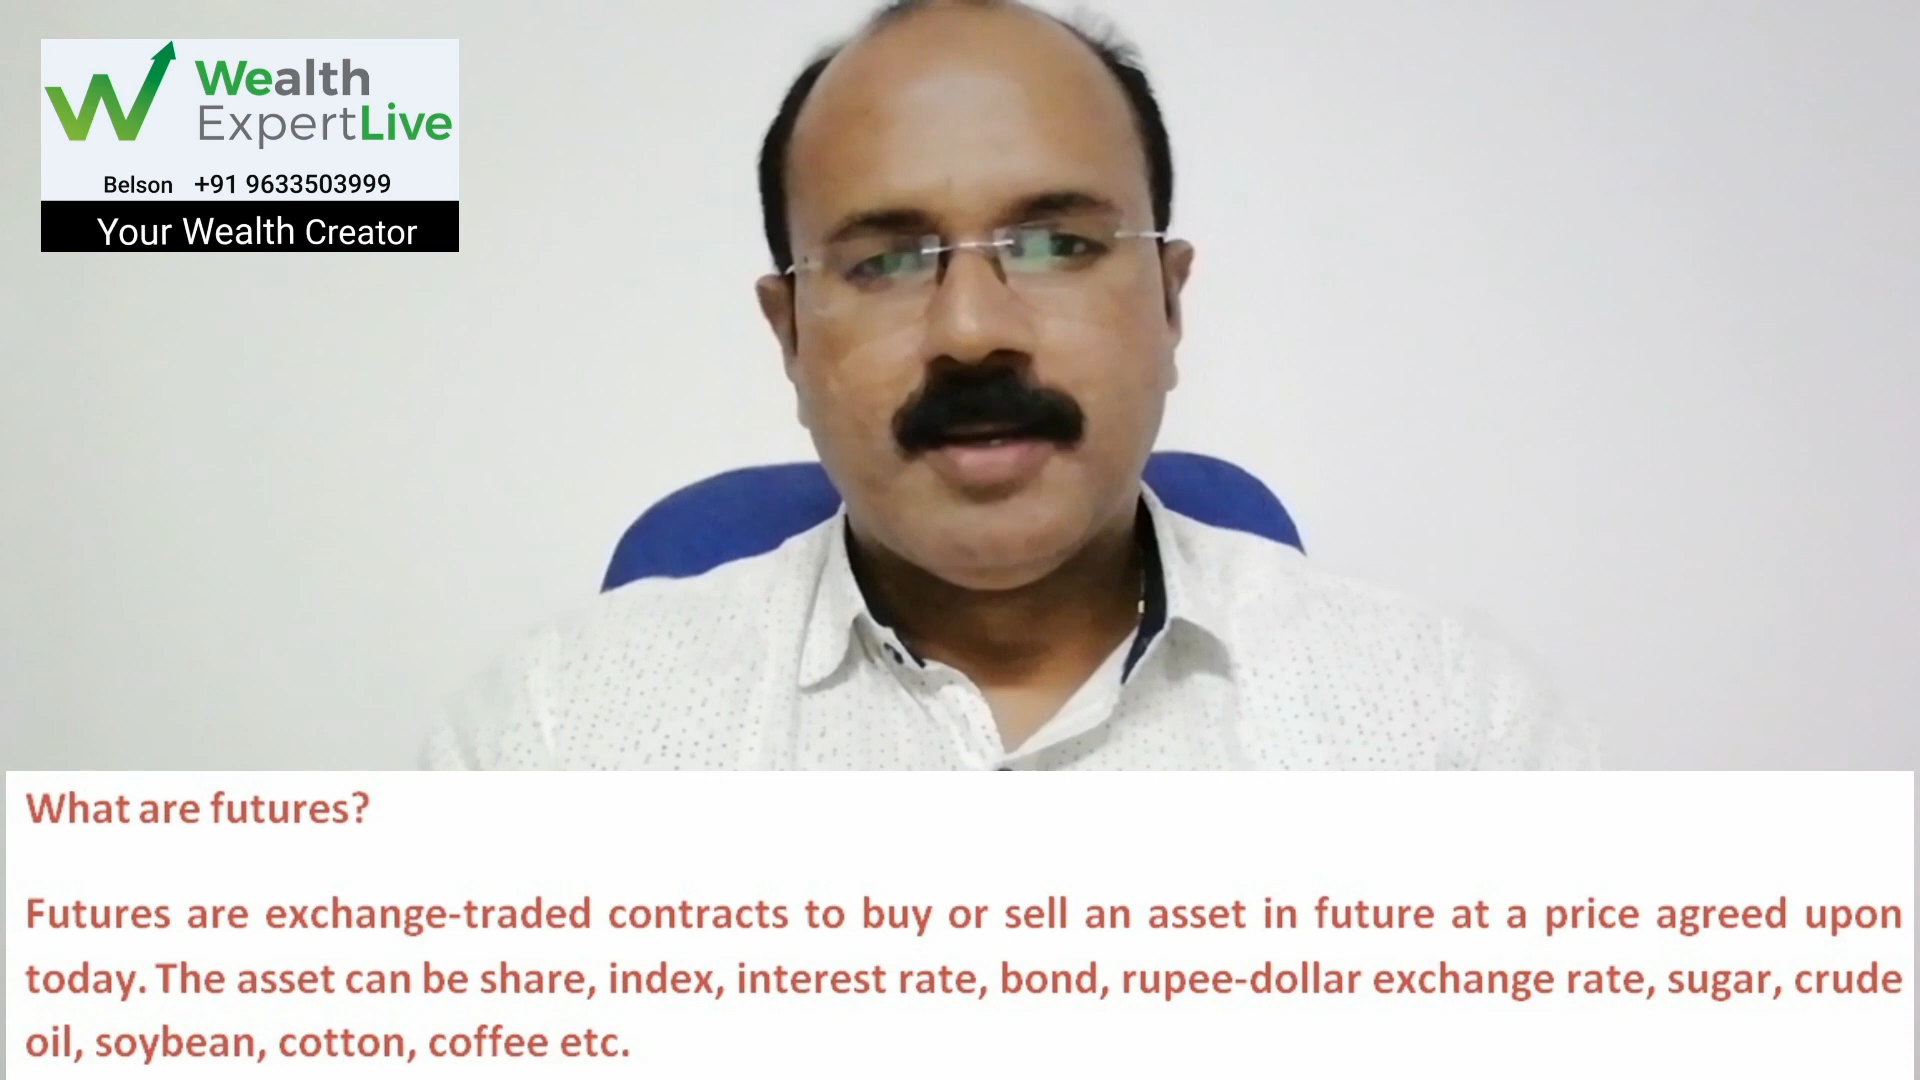 Wealth
ExpertLive
Belson +91 9633503999
Your Wealth Creator
What are futures?
Futures are exchange-traded contracts to buy or sell an asset in future at a price agreed upon
today. The asset can be share, index, interest rate, bond, rupee-dollar exchange rate, sugar, crude
oil, soybean, cotton, coffee etc.